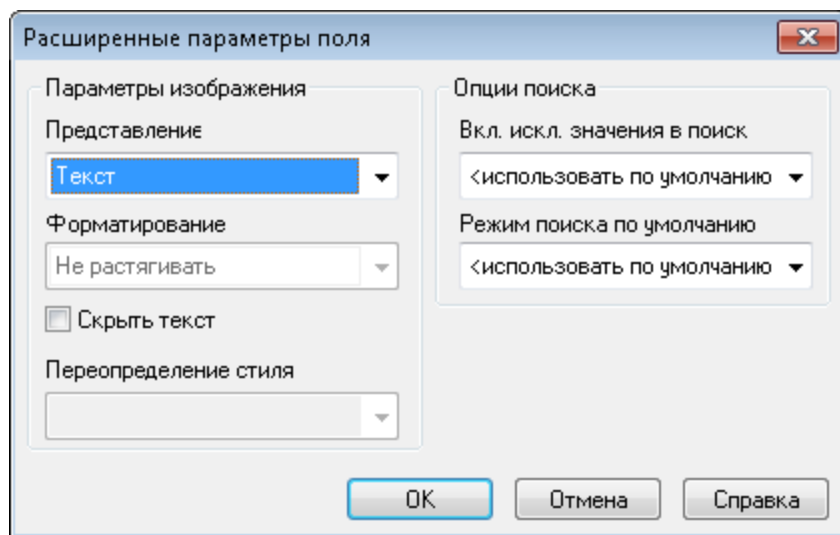 Расширенные параметры поля
Параметры изображения
Представление
Текст
Форматирование
Не растягивать
Скрыть текст
Переопределение стиля
Опции поиска
Вкл. искл. значения в поиск
<использовать по умолчанию
Режим поиска по умолчанию
<использовать по умолчанию
OK
Отмена
Справка